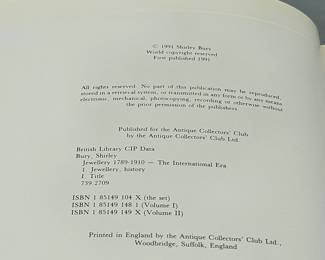 © 1991 Shirley Bury
World copyright reserved
First published 1991
All rights reserved. No part of this publication may be reproduced,
stored in a retrieval system, or transmitted in any form or by any means
electronic, mechanical, photocopying, recording or otherwise without
the prior permission of the publishers.
Published for the Antique Collectors' Club
by the Antique Collectors' Club Ltd.
British Library CIP Data
Bury, Shirley
Jewellery 1789-1910 — The International Era
1. Jewellery, history
I. Title
739.2709
ISBN 1 85149 104 X (the set)
ISBN 1 85149 148 1 (Volume I)
ISBN 1 85149 149 X (Volume II)
Printed in England by the Antique Collectors' Club Ltd.,
Woodbridge, Suffolk, England